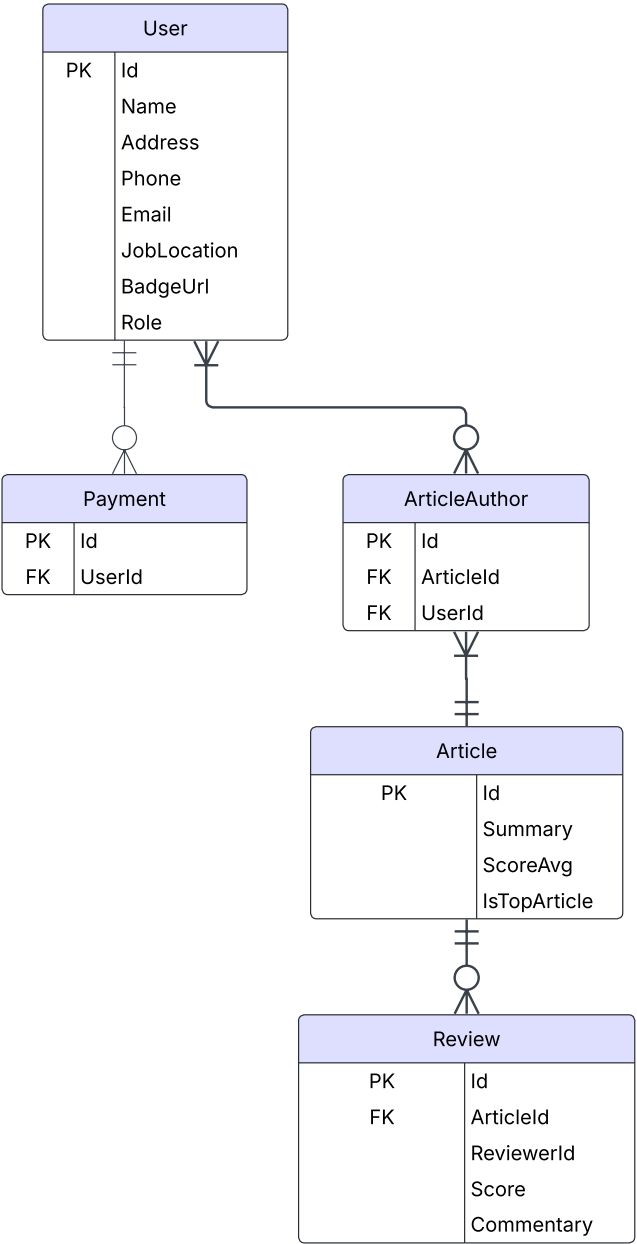 User
PK Id
Name
Address
Phone
Email
JobLocation
BadgeUrl
Role
Payment
PK Id
FK UserId
ArticleAuthor
PK Id
FK ArticleId
FK UserId
Article
PK Id
Summary
ScoreAvg
IsTopArticle
Review
PK Id
FK ArticleId
ReviewerId
Score
Commentary